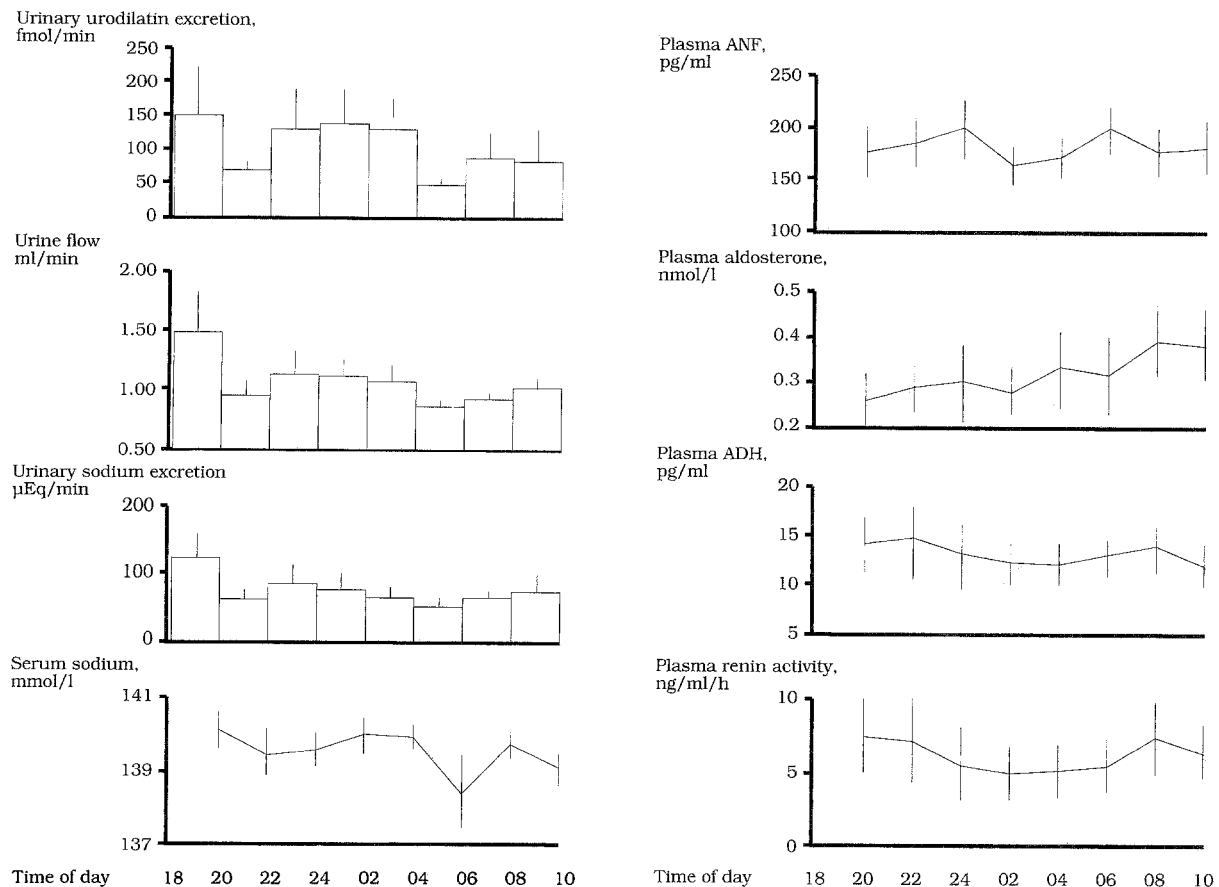 Urinary urodilatin excretion,
fmol/min
250
200
150
100
50
0
Urine flow
ml/min
2.00
1.50
1.00
0.50
Urinary sodium excretion
µEq/min
200
100
0
Serum sodium,
mmol/l
141
139
137
Time of day 18 20 22 24 02 04 06 08 10
Plasma ANF,
pg/ml
250
200
150
100
Plasma aldosterone,
nmol/l
0.5
0.4
0.3
0.2
Plasma ADH,
pg/ml
20
15
10
5
Plasma renin activity,
ng/ml/h
10
5
0
Time of day 18 20 22 24 02 04 06 08 10